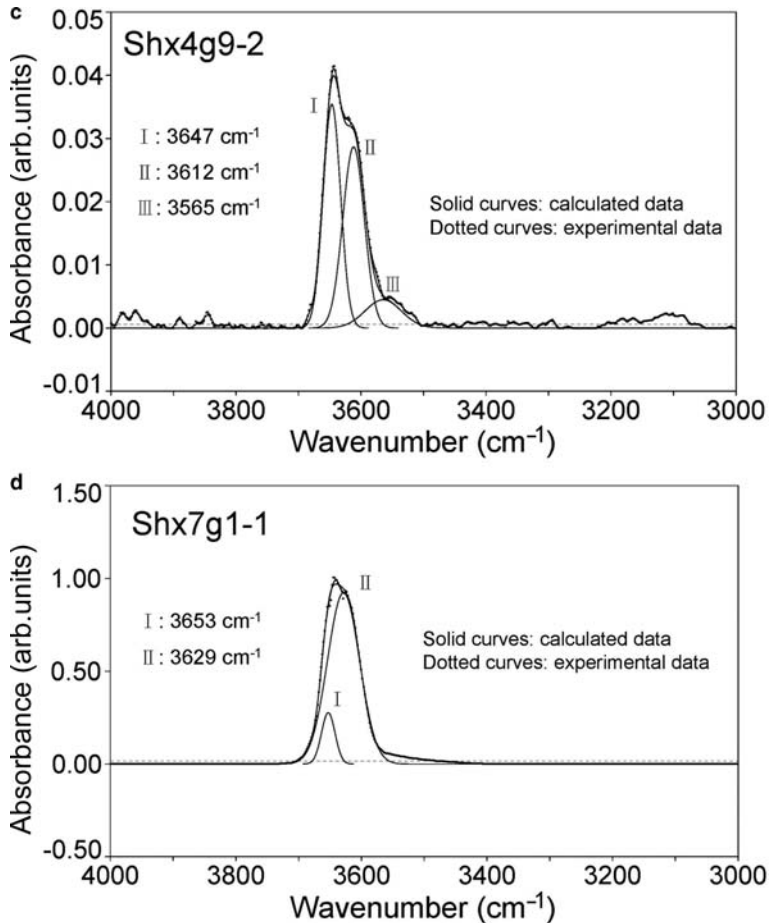 c
Shx4g9-2
0.05
0.04
0.03
0.02
0.01
0.00
-0.01
Absorbance (arb.units)
I
II
III
I : 3647 cm⁻¹
II : 3612 cm⁻¹
III : 3565 cm⁻¹
Solid curves: calculated data
Dotted curves: experimental data
4000 3800 3600 3400 3200 3000
Wavenumber (cm⁻¹)
d
Shx7g1-1
1.50
1.00
0.50
0.00
-0.50
Absorbance (arb.units)
II
I
I : 3653 cm⁻¹
II : 3629 cm⁻¹
Solid curves: calculated data
Dotted curves: experimental data
4000 3800 3600 3400 3200 3000
Wavenumber (cm⁻¹)